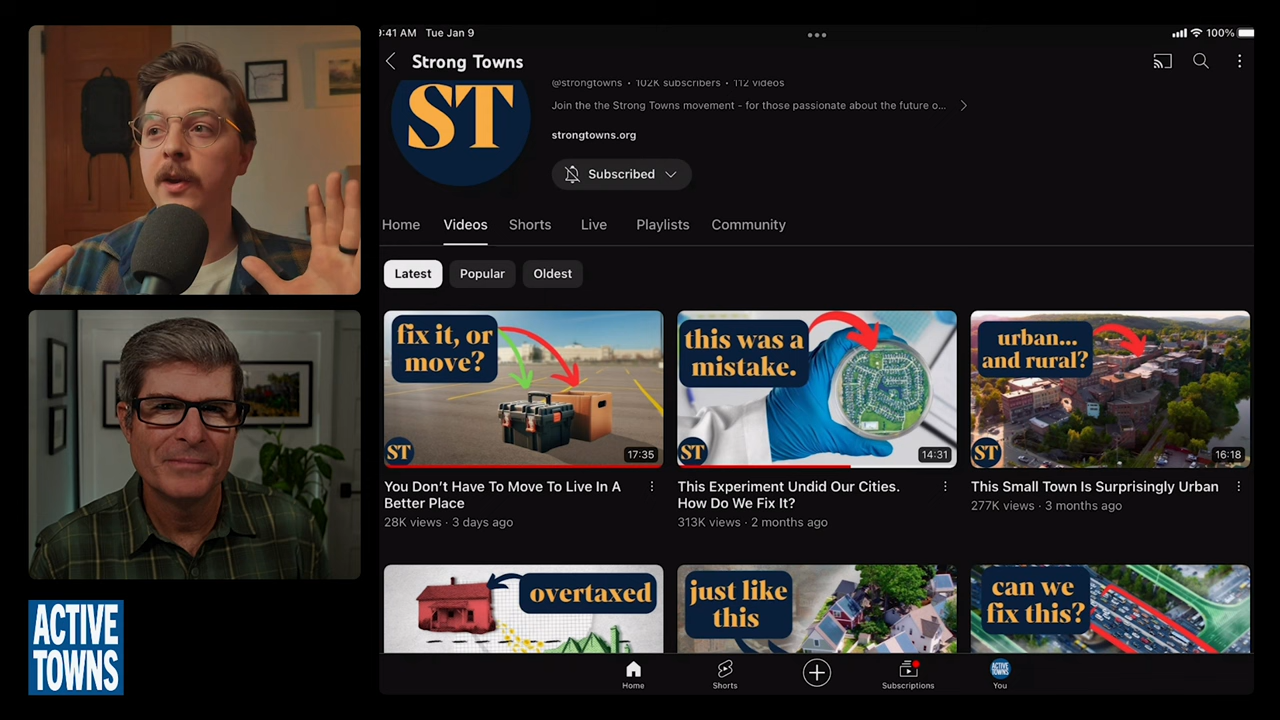 :41 AM Tue Jan 9
100%
Strong Towns
@strongtowns • 102K subscribers • 112 videos
Join the the Strong Towns movement - for those passionate about the future o...
strongtowns.org
Subscribed
ST
Home Videos Shorts Live Playlists Community
Latest Popular Oldest
fix it, or
move?
ST
17:35
You Don't Have To Move To Live In A
Better Place
28K views · 3 days ago
this was a
mistake.
ST
14:31
This Experiment Undid Our Cities.
How Do We Fix It?
313K views · 2 months ago
urban...
and rural?
ST
16:18
This Small Town Is Surprisingly Urban
277K views · 3 months ago
overtaxed
just like
this
can we
fix this?
Home Shorts Subscriptions You
ACTIVE
TOWNS
ACTIVE
TOWNS